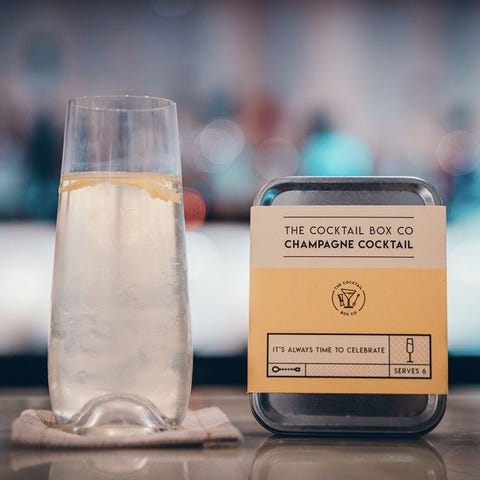 THE COCKTAIL BOX CO
CHAMPAGNE COCKTAIL
THE COCKTAIL
BOX CO
IT'S ALWAYS TIME TO CELEBRATE
SERVES 6